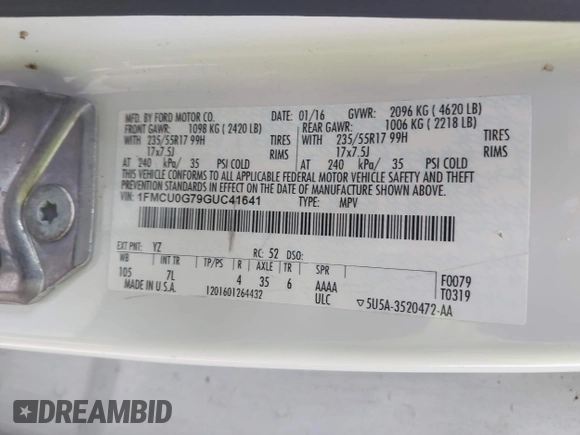 MFD. BY FORD MOTOR CO. DATE: 01/16 GVWR: 2096 KG ( 4620 LB)
FRONT GAWR: 1098 KG ( 2420 LB) REAR GAWR: 1006 KG ( 2218 LB)
WITH 235/55R17 99H TIRES WITH 235/55R17 99H TIRES
17x7.5J RIMS 17x7.5J RIMS
AT 240 kPa/ 35 PSI COLD AT 240 kPa/ 35 PSI COLD
THIS VEHICLE CONFORMS TO ALL APPLICABLE FEDERAL MOTOR VEHICLE SAFETY AND THEFT
PREVENTION STANDARDS IN EFFECT ON THE DATE OF MANUFACTURE SHOWN ABOVE.
VIN: 1FMCU0G79GUC41641 TYPE: MPV
EXT PNT: YZ RC: 52 DSO: F0079
WB INT TR TP/PS R AXLE TR SPR T0319
105 7L 4 35 6 AAAA
MADE IN U.S.A. 1201601264432 ULC ▽5U5A-3520472-AA
DREAMBID